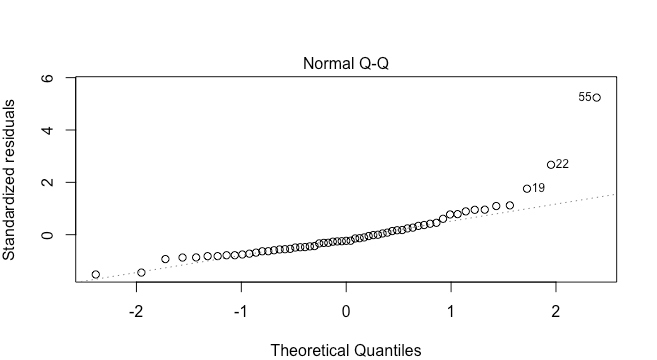 Normal Q-Q
Standardized residuals
6
4
2
0
55
22
19
-2 -1 0 1 2
Theoretical Quantiles